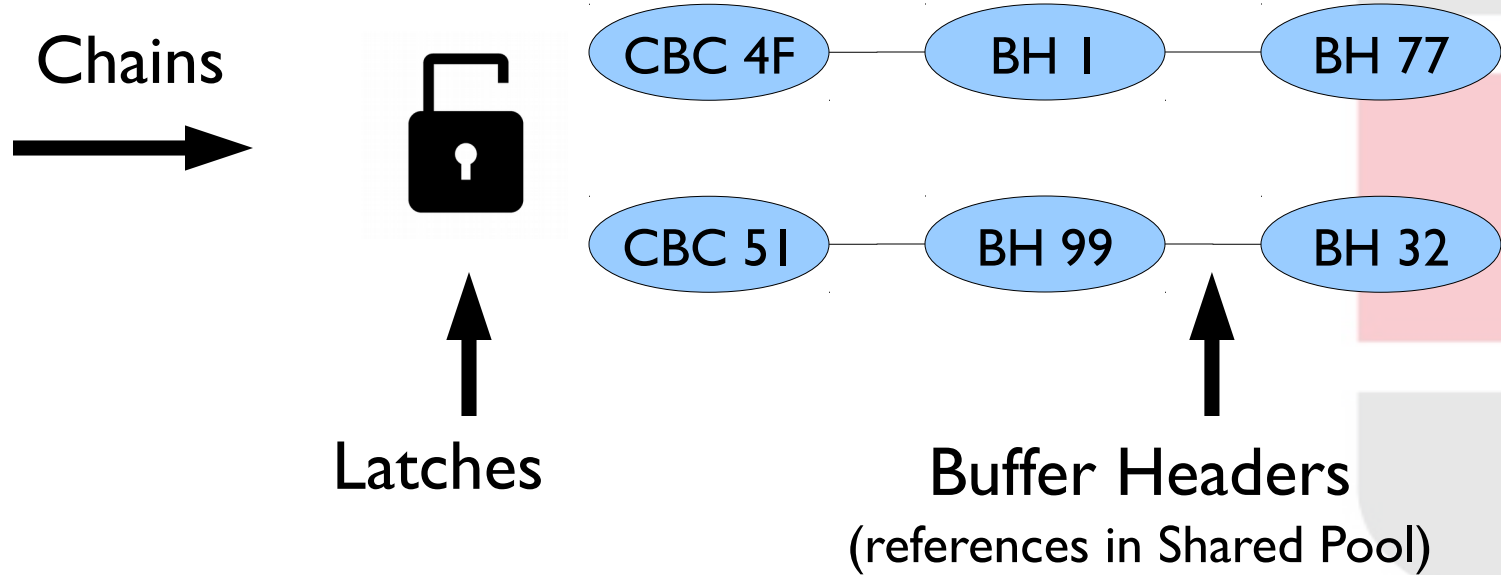 Chains
CBC 4F BH 1 BH 77
CBC 51 BH 99 BH 32
Latches
Buffer Headers
(references in Shared Pool)